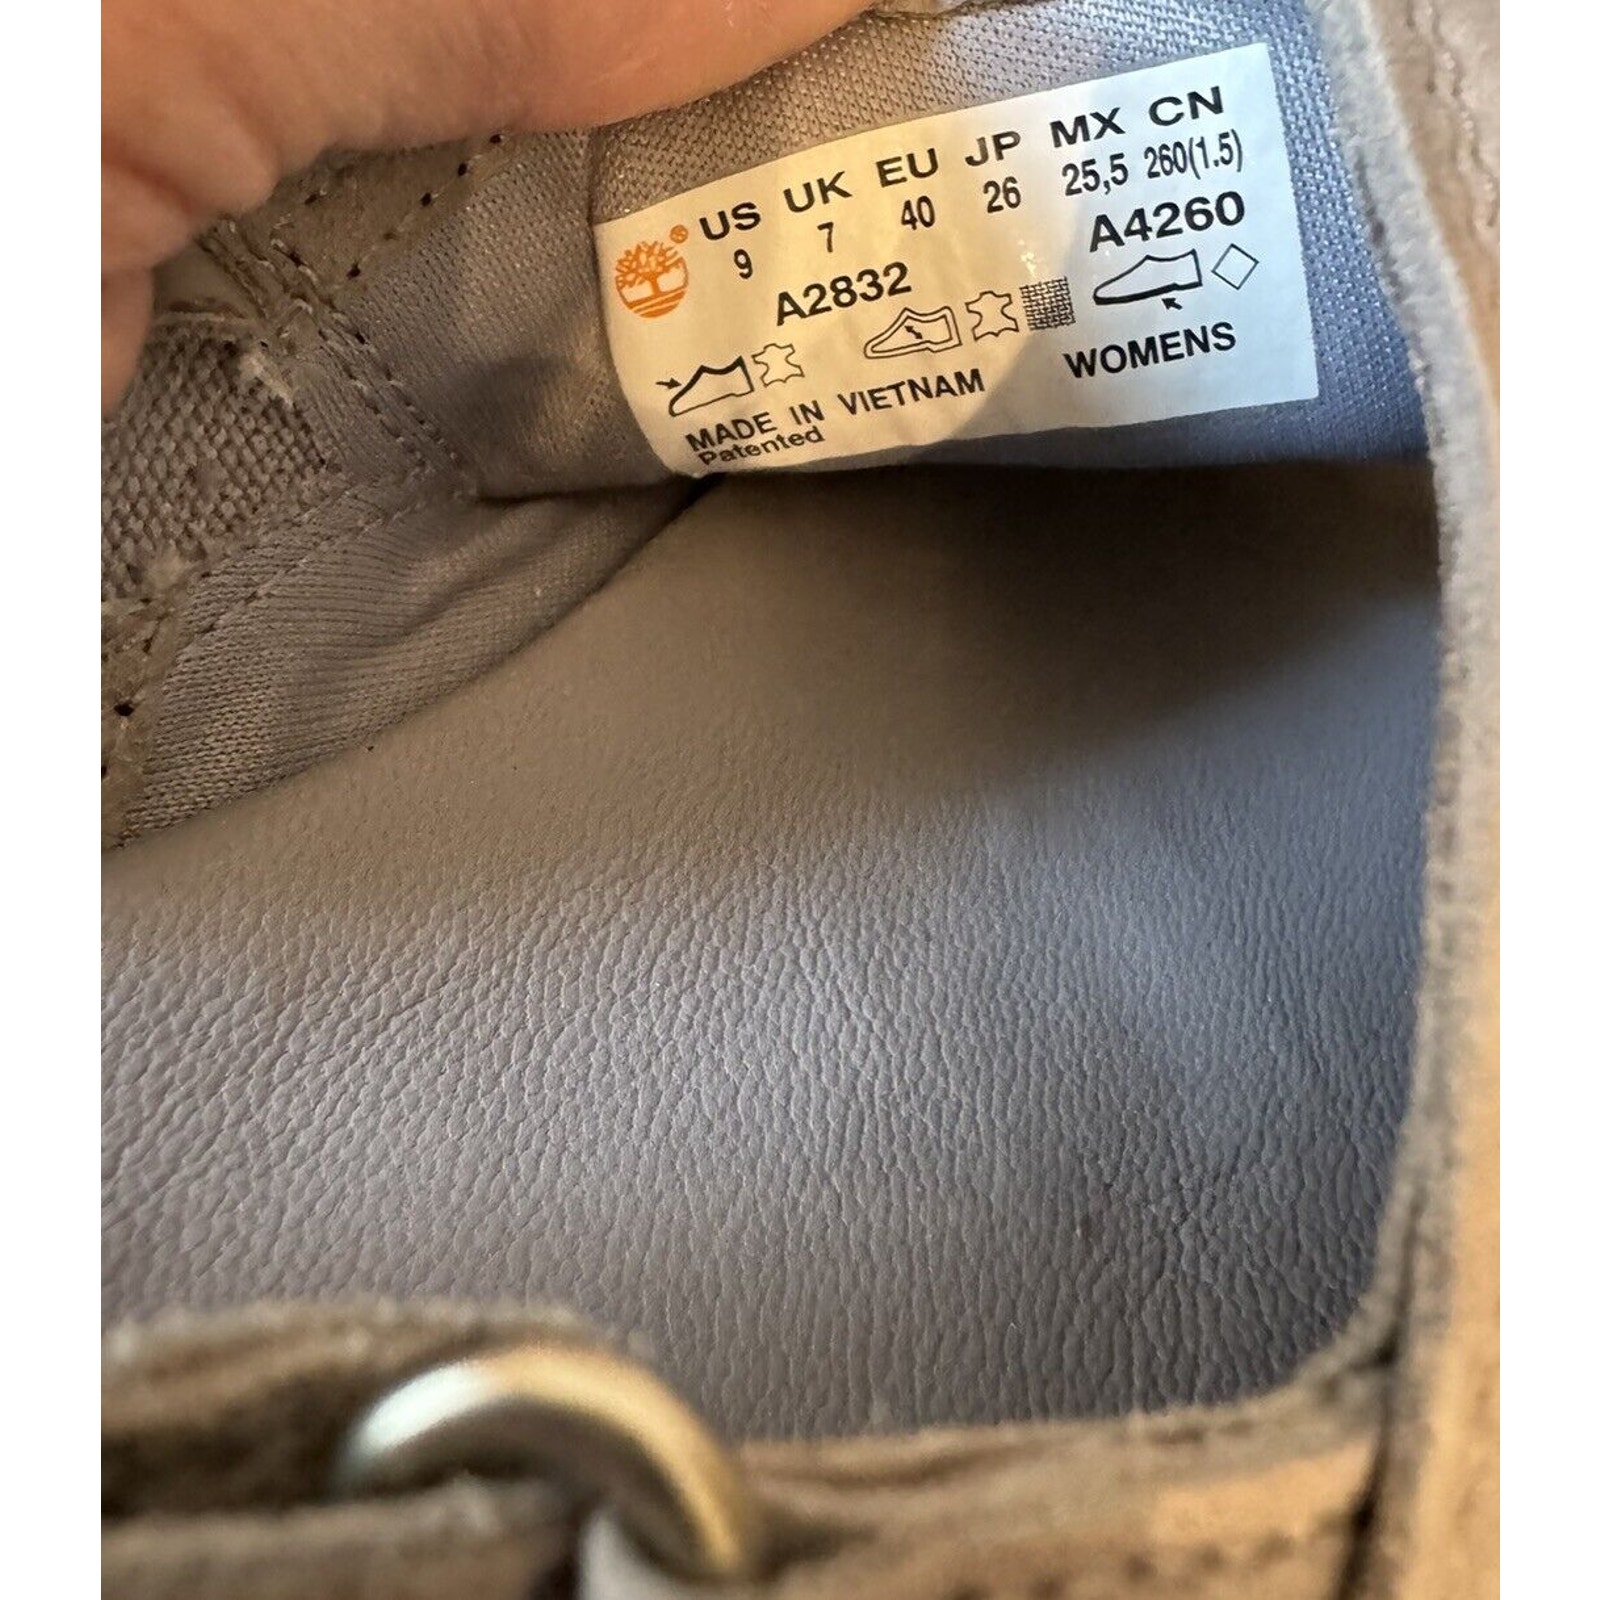 US UK EU JP MX CN
9 7 40 26 25,5 260(1.5)
A2832 A4260
MADE IN VIETNAM WOMENS
Patented
®